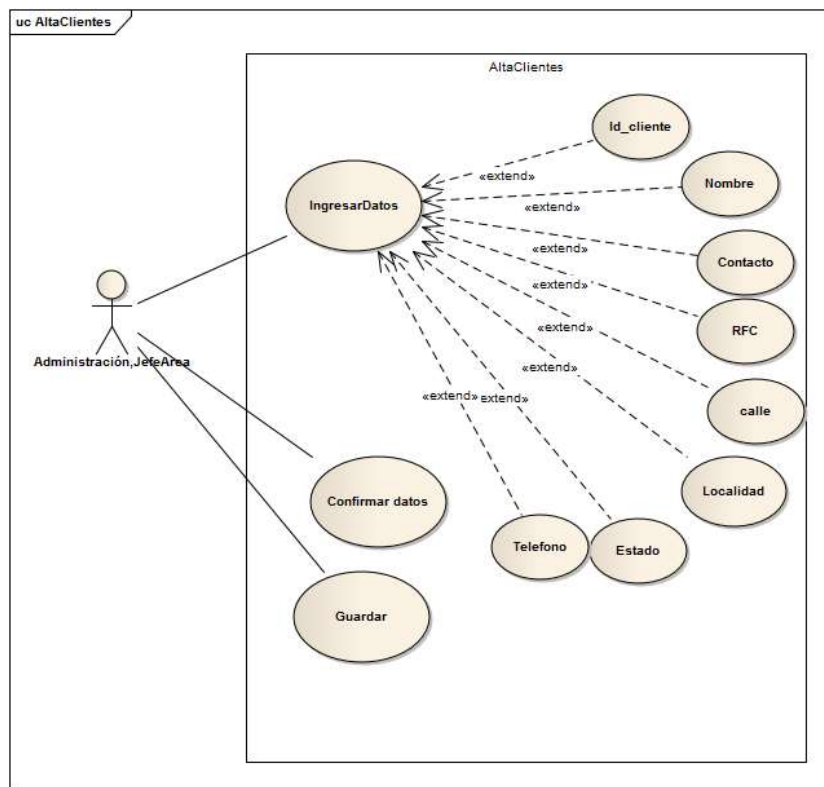 uc AltaClientes
AltaClientes
Id_cliente
«extend»
Nombre
IngresarDatos
«extend»
«extend»
Contacto
«extend»
RFC
«extend»
Administración,JefeArea
«extend»
«extend»
extend»
calle
Localidad
Confirmar datos
Telefono
Estado
Guardar